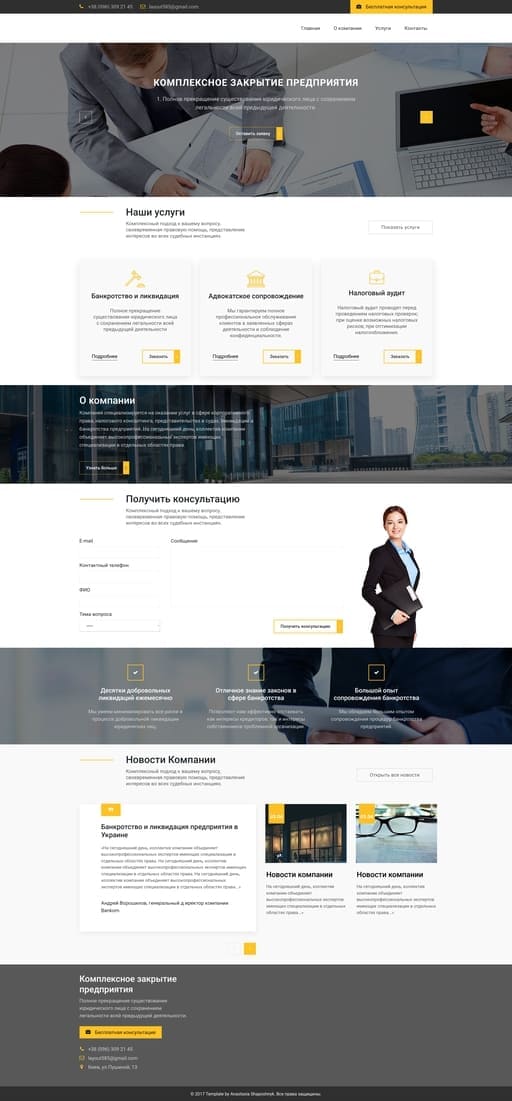 +38 (096) 309 21 45
layout585@gmail.com
Бесплатная консультация
Главная
О компании
Услуги
Контакты
КОМПЛЕКСНОЕ ЗАКРЫТИЕ ПРЕДПРИЯТИЯ
1. Полное прекращение существования юридического лица с сохранением
легальности всей предыдущей деятельности
Оставить заявку
Наши услуги
Комплексный подход к вашему вопросу,
своевременная правовая помощь, представление
интересов во всех судебных инстанциях.
Показать услуги
Банкротство и ликвидация
Полное прекращение
существования юридического лица
с сохранением легальности всей
предыдущей деятельности
Подробнее
Заказать
Адвокатское сопровождение
Мы гарантируем полное
профессиональное обслуживания
клиентов в заявленных сферах
деятельности и соблюдение
конфиденциальности.
Подробнее
Заказать
Налоговый аудит
Налоговый аудит проводят перед
проведением налоговых проверок;
при оценке возможных налоговых
рисков; при оптимизации
налогообложения.
Подробнее
Заказать
О компании
Компания специализируется на оказании услуг в сфере корпоративного
права, налогового консалтинга, представительства в судах, ликвидации и
банкротства предприятий. На сегодняшний день, коллектив компании
объединяет высокопрофессиональных экспертов имеющих
специализации в отдельных областях права.
Узнать больше
Получить консультацию
Комплексный подход к вашему вопросу,
своевременная правовая помощь, представление
интересов во всех судебных инстанциях.
E-mail
Сообщение
Контактный телефон
ФИО
Тема вопроса
Получить консультацию
Десятки добровольных
ликвидаций ежемесячно
Мы умеем минимизировать все риски в
процессе добровольной ликвидации
юридических лиц.
Отличное знание законов в
сфере банкротства
Позволяют нам эффективно отстаивать
как интересы кредиторов, так и интересы
собственников проблемной организации.
Большой опыт
сопровождения банкротства
Мы обладаем большим опытом
сопровождения процедур банкротства
предприятий.
Новости Компании
Комплексный подход к вашему вопросу,
своевременная правовая помощь, представление
интересов во всех судебных инстанциях.
Открыть все новости
Банкротство и ликвидация предприятия в
Украине
«На сегодняшний день, коллектив компании объединяет
высокопрофессиональных экспертов имеющих специализации в
отдельных областях права. На сегодняшний день, коллектив
компании объединяет высокопрофессиональных экспертов имеющих
специализации в отдельных областях права. На сегодняшний день,
коллектив компании объединяет высокопрофессиональных экспертов
имеющих специализации в отдельных областях права...»
Андрей Ворошилов, генеральный д иректор компании
Bankom.
Новости компании
На сегодняшний день, коллектив
компании объединяет
высокопрофессиональных экспертов
имеющих специализации в отдельных
областях права...»
Новости компании
На сегодняшний день, коллектив
компании объединяет
высокопрофессиональных экспертов
имеющих специализации в отдельных
областях права...»
Комплексное закрытие
предприятия
Полное прекращение существования
юридического лица с сохранением
легальности всей предыдущей деятельности.
Бесплатная консультация
+38 (096) 309 21 45
layout585@gmail.com
Киев, ул Пушиной, 13
© 2017 Template by Anastasia ShaposhnyA. Все права защищены.